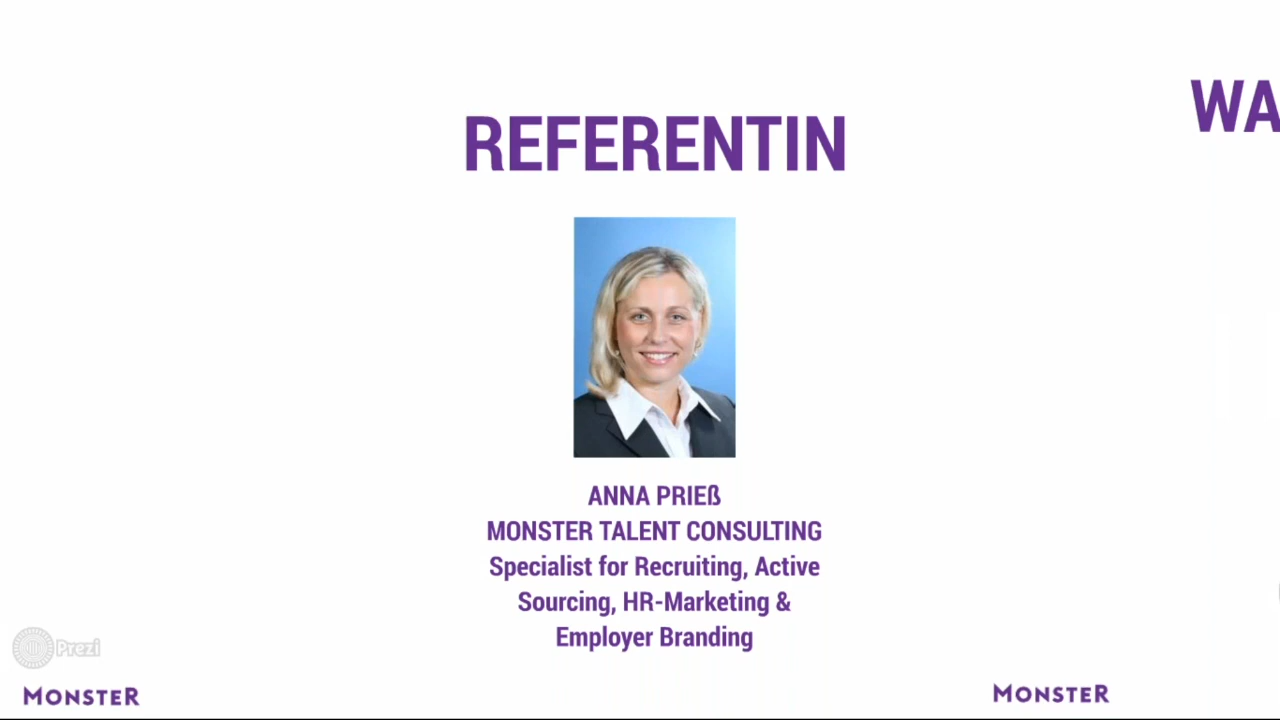 REFERENTIN
WA
ANNA PRIEß
MONSTER TALENT CONSULTING
Specialist for Recruiting, Active
Sourcing, HR-Marketing &
Employer Branding
Prezi
MONSTER
MONSTER